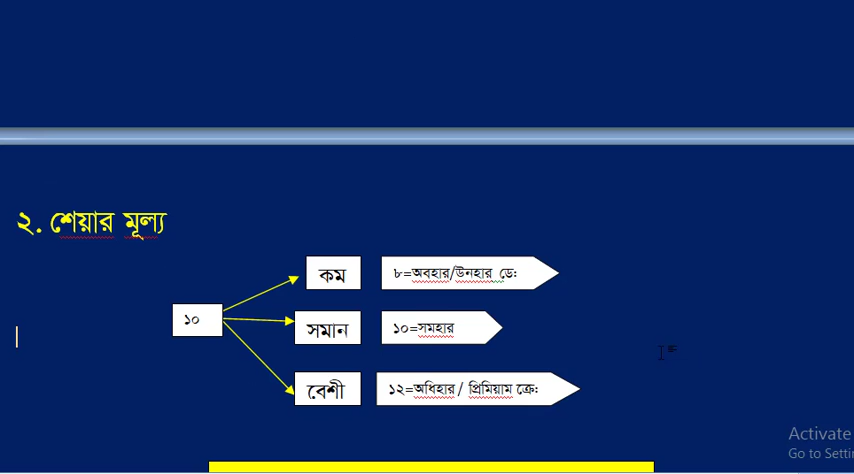 ২. শেয়ার মূল্য
কম
৮=অবহার/উনহার ডে:
১০
সমান
১০=সমহার
বেশী
১২=অধিহার / প্রিমিয়াম ক্রে:
Activate
Go to Settin